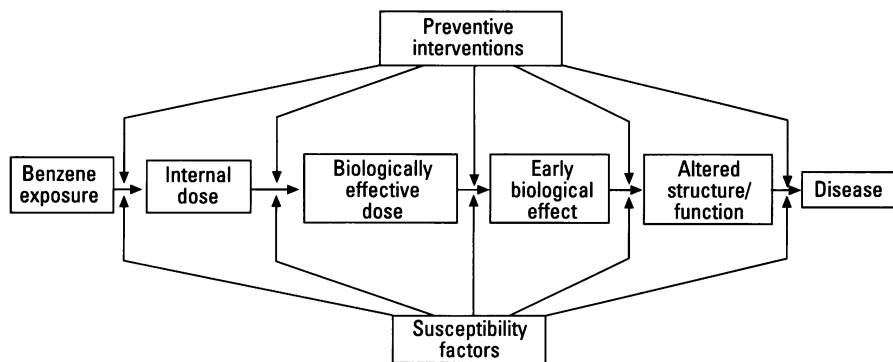 Preventive
interventions
Benzene
exposure
Internal
dose
Biologically
effective
dose
Early
biological
effect
Altered
structure/
function
Disease
Susceptibility
factors